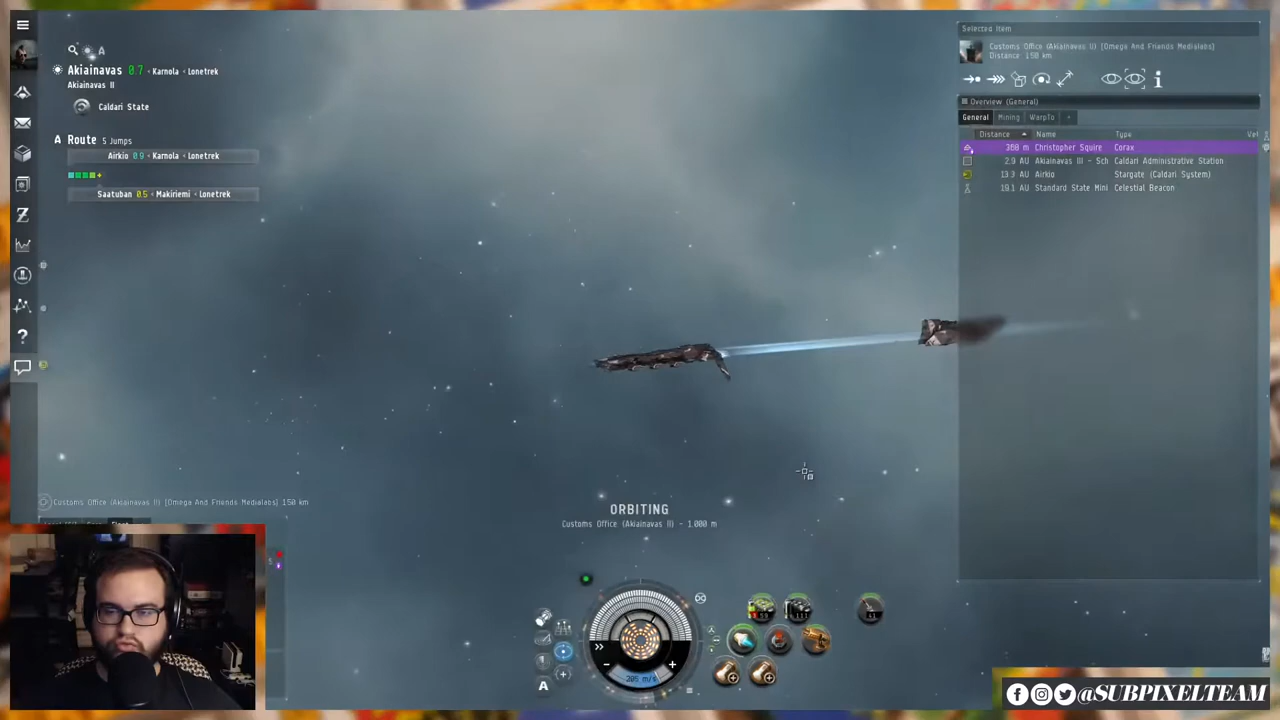 A
Akiainavas 0.7 < Karnola < Lonetrek
Akiainavas II
Caldari State
Route 5 Jumps
Airkio 0.9 < Karnola < Lonetrek
Saatuban 0.5 < Makiriemi < Lonetrek
Selected Item
Customs Office (Akiainavas II) [Omega And Friends Medialabs]
Distance 150 km
Overview (General)
General Mining WarpTo +
Distance Name Type Vel
360 m Christopher Squire Corax
2.9 AU Akiainavas III - Sch Caldari Administrative Station
13.3 AU Airkio Stargate (Caldari System)
19.1 AU Standard State Mini Celestial Beacon
Customs Office (Akiainavas II) [Omega And Friends Medialabs] 150 km
ORBITING
Customs Office (Akiainavas II) - 1,000 m
A
@SUBPIXELTEAM